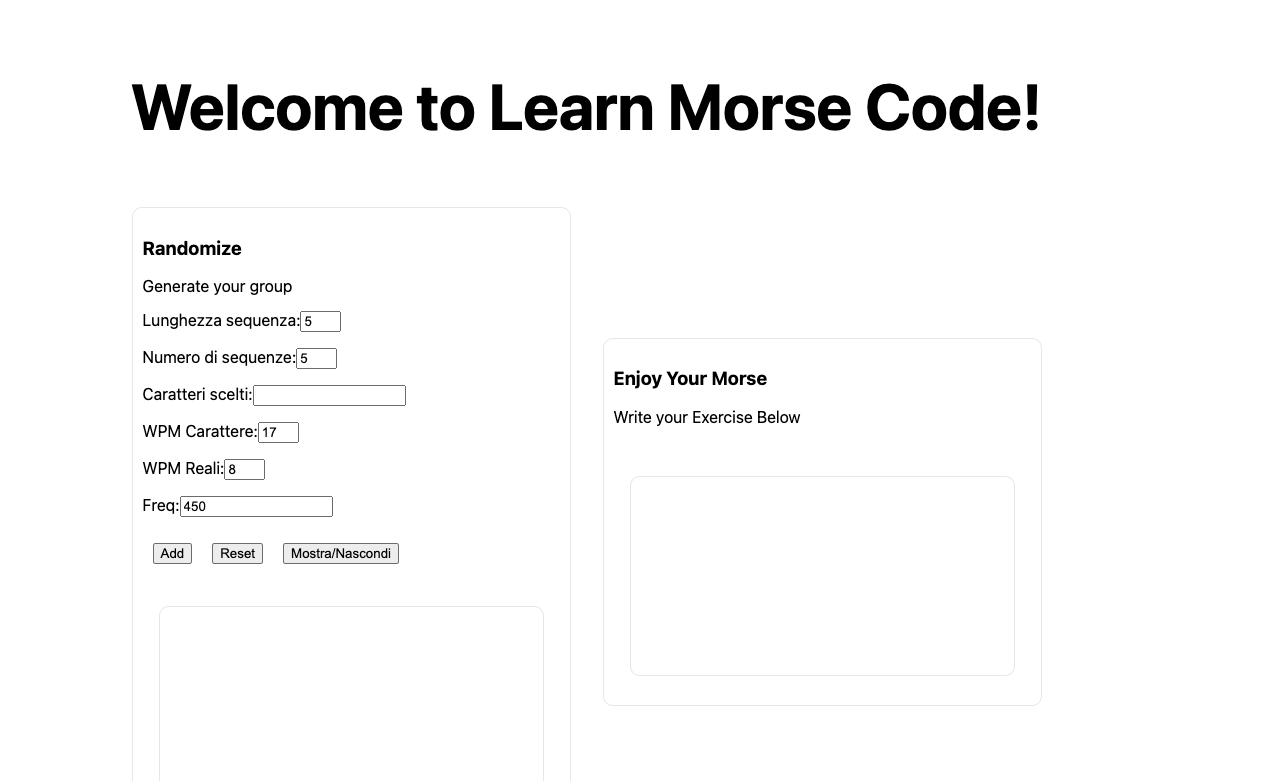 Welcome to Learn Morse Code!
Randomize
Generate your group
Lunghezza sequenza: 5
Numero di sequenze: 5
Caratteri scelti:
WPM Carattere: 17
WPM Reali: 8
Freq: 450
Add Reset Mostra/Nascondi
Enjoy Your Morse
Write your Exercise Below